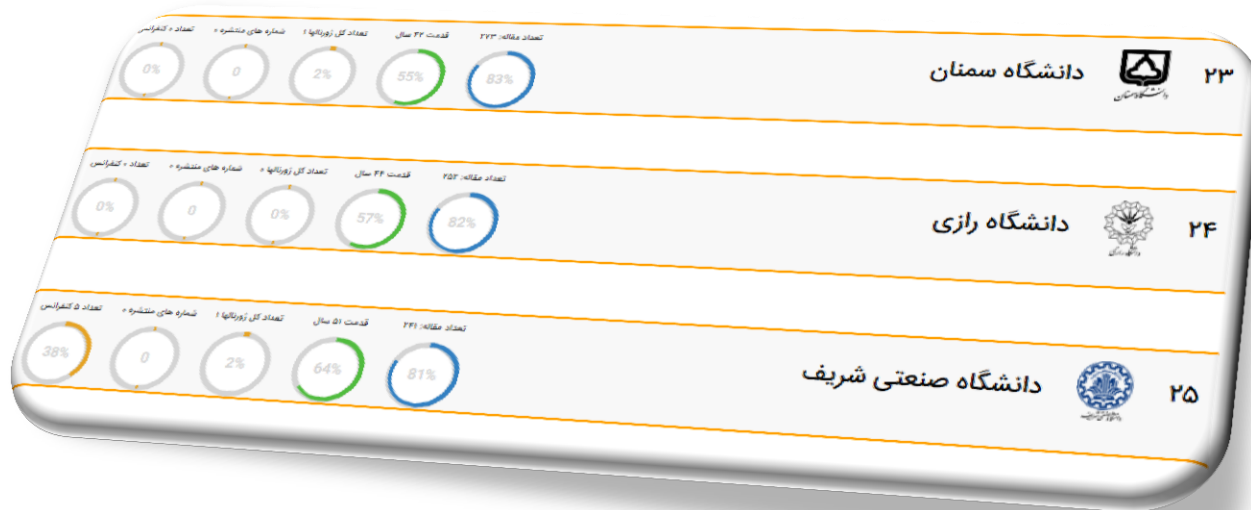 ۲۳
دانشگاه سمنان
تعداد مقاله: ۲۷۳
83%
قدمت ۴۲ سال
55%
تعداد کل ژورنالها ۱
2%
شماره های منتشره ۰
0
تعداد ۰ کنفرانس
0%
۲۴
دانشگاه رازی
تعداد مقاله: ۲۵۲
82%
قدمت ۴۴ سال
57%
تعداد کل ژورنالها ۰
0%
شماره های منتشره ۰
0
تعداد ۰ کنفرانس
0%
۲۵
دانشگاه صنعتی شریف
تعداد مقاله: ۲۴۱
81%
قدمت ۵۱ سال
64%
تعداد کل ژورنالها ۱
2%
شماره های منتشره ۰
0
تعداد ۵ کنفرانس
38%